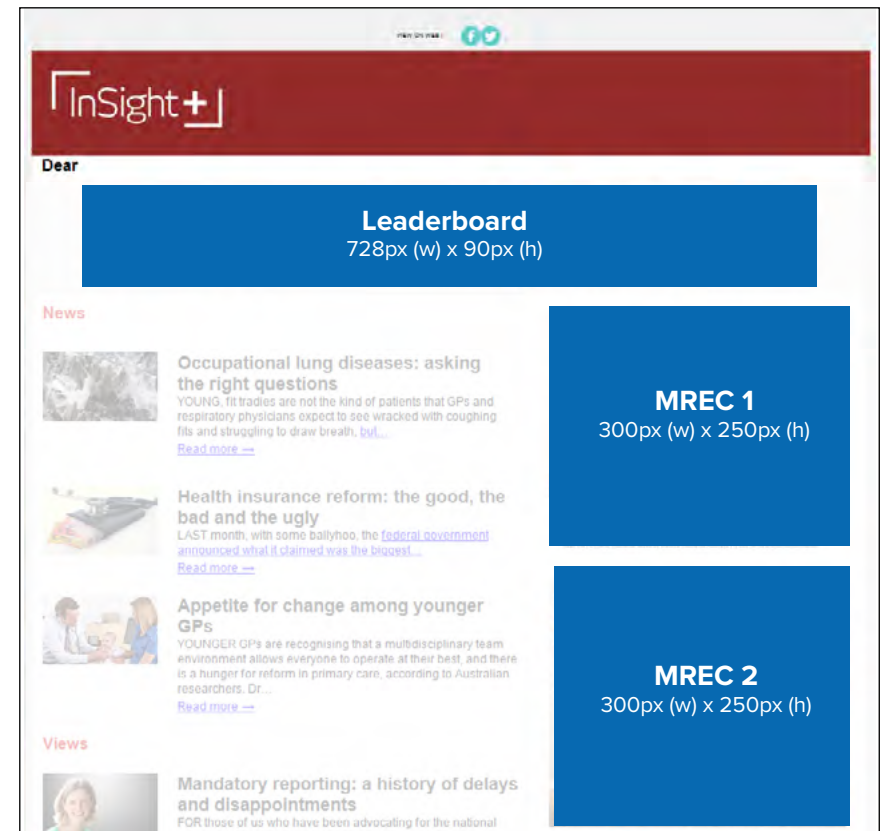 VIEW ON WEB |
InSight+
Dear
Leaderboard
728px (w) x 90px (h)
News
Occupational lung diseases: asking
the right questions
YOUNG, fit tradies are not the kind of patients that GPs and
respiratory physicians expect to see wracked with coughing
fits and struggling to draw breath, but...
Read more →
Health insurance reform: the good, the
bad and the ugly
LAST month, with some ballyhoo, the federal government
announced what it claimed was the biggest...
Read more →
Appetite for change among younger
GPs
YOUNGER GPs are recognising that a multidisciplinary team
environment allows everyone to operate at their best, and there
is a hunger for reform in primary care, according to Australian
researchers. Dr...
Read more →
Views
Mandatory reporting: a history of delays
and disappointments
FOR those of us who have been advocating for the national
MREC 1
300px (w) x 250px (h)
MREC 2
300px (w) x 250px (h)